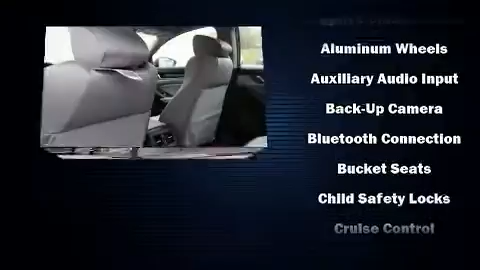 Aluminum Wheels
Auxiliary Audio Input
Back-Up Camera
Bluetooth Connection
Bucket Seats
Child Safety Locks
Cruise Control